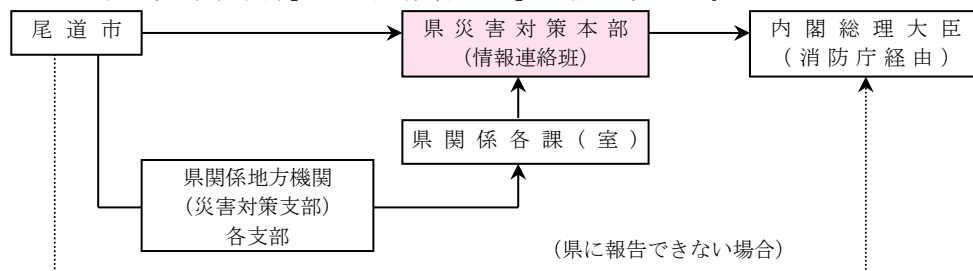 尾道市
県災害対策本部
(情報連絡班)
内閣総理大臣
(消防庁経由)
県関係各課(室)
県関係地方機関
(災害対策支部)
各支部
(県に報告できない場合)